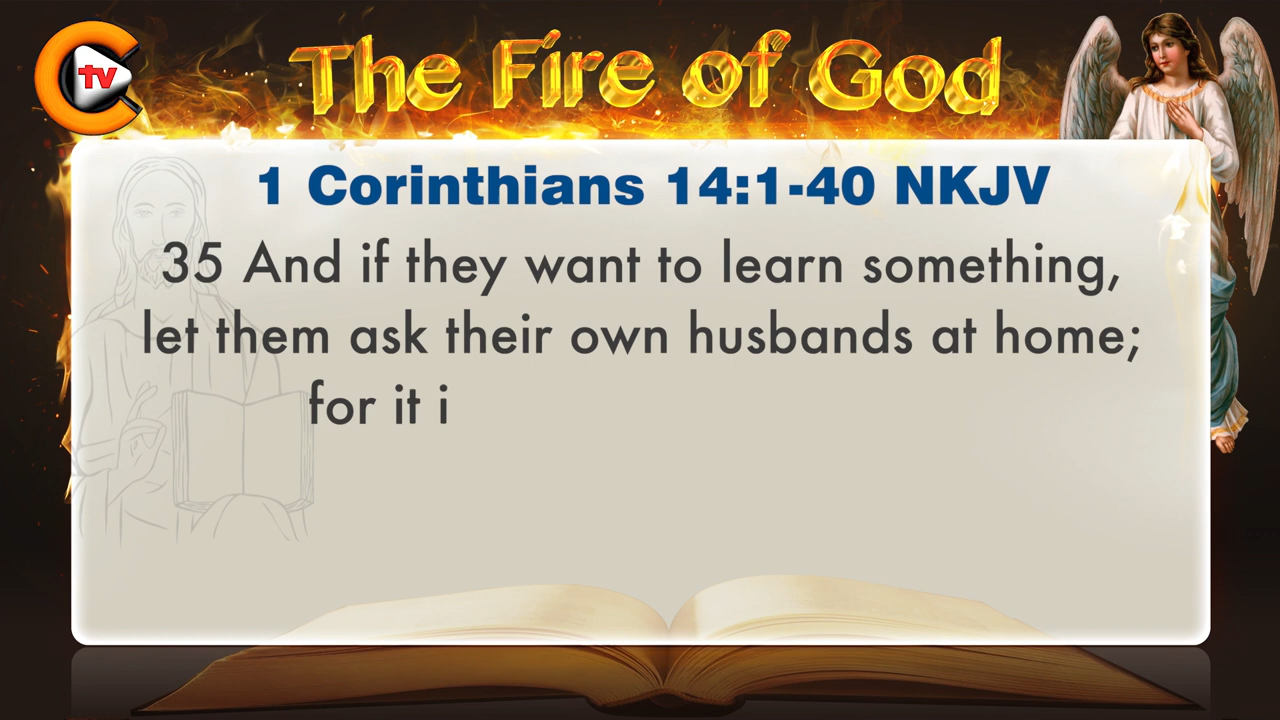 tv
The Fire of God
1 Corinthians 14:1-40 NKJV
35 And if they want to learn something,
let them ask their own husbands at home;
for it i